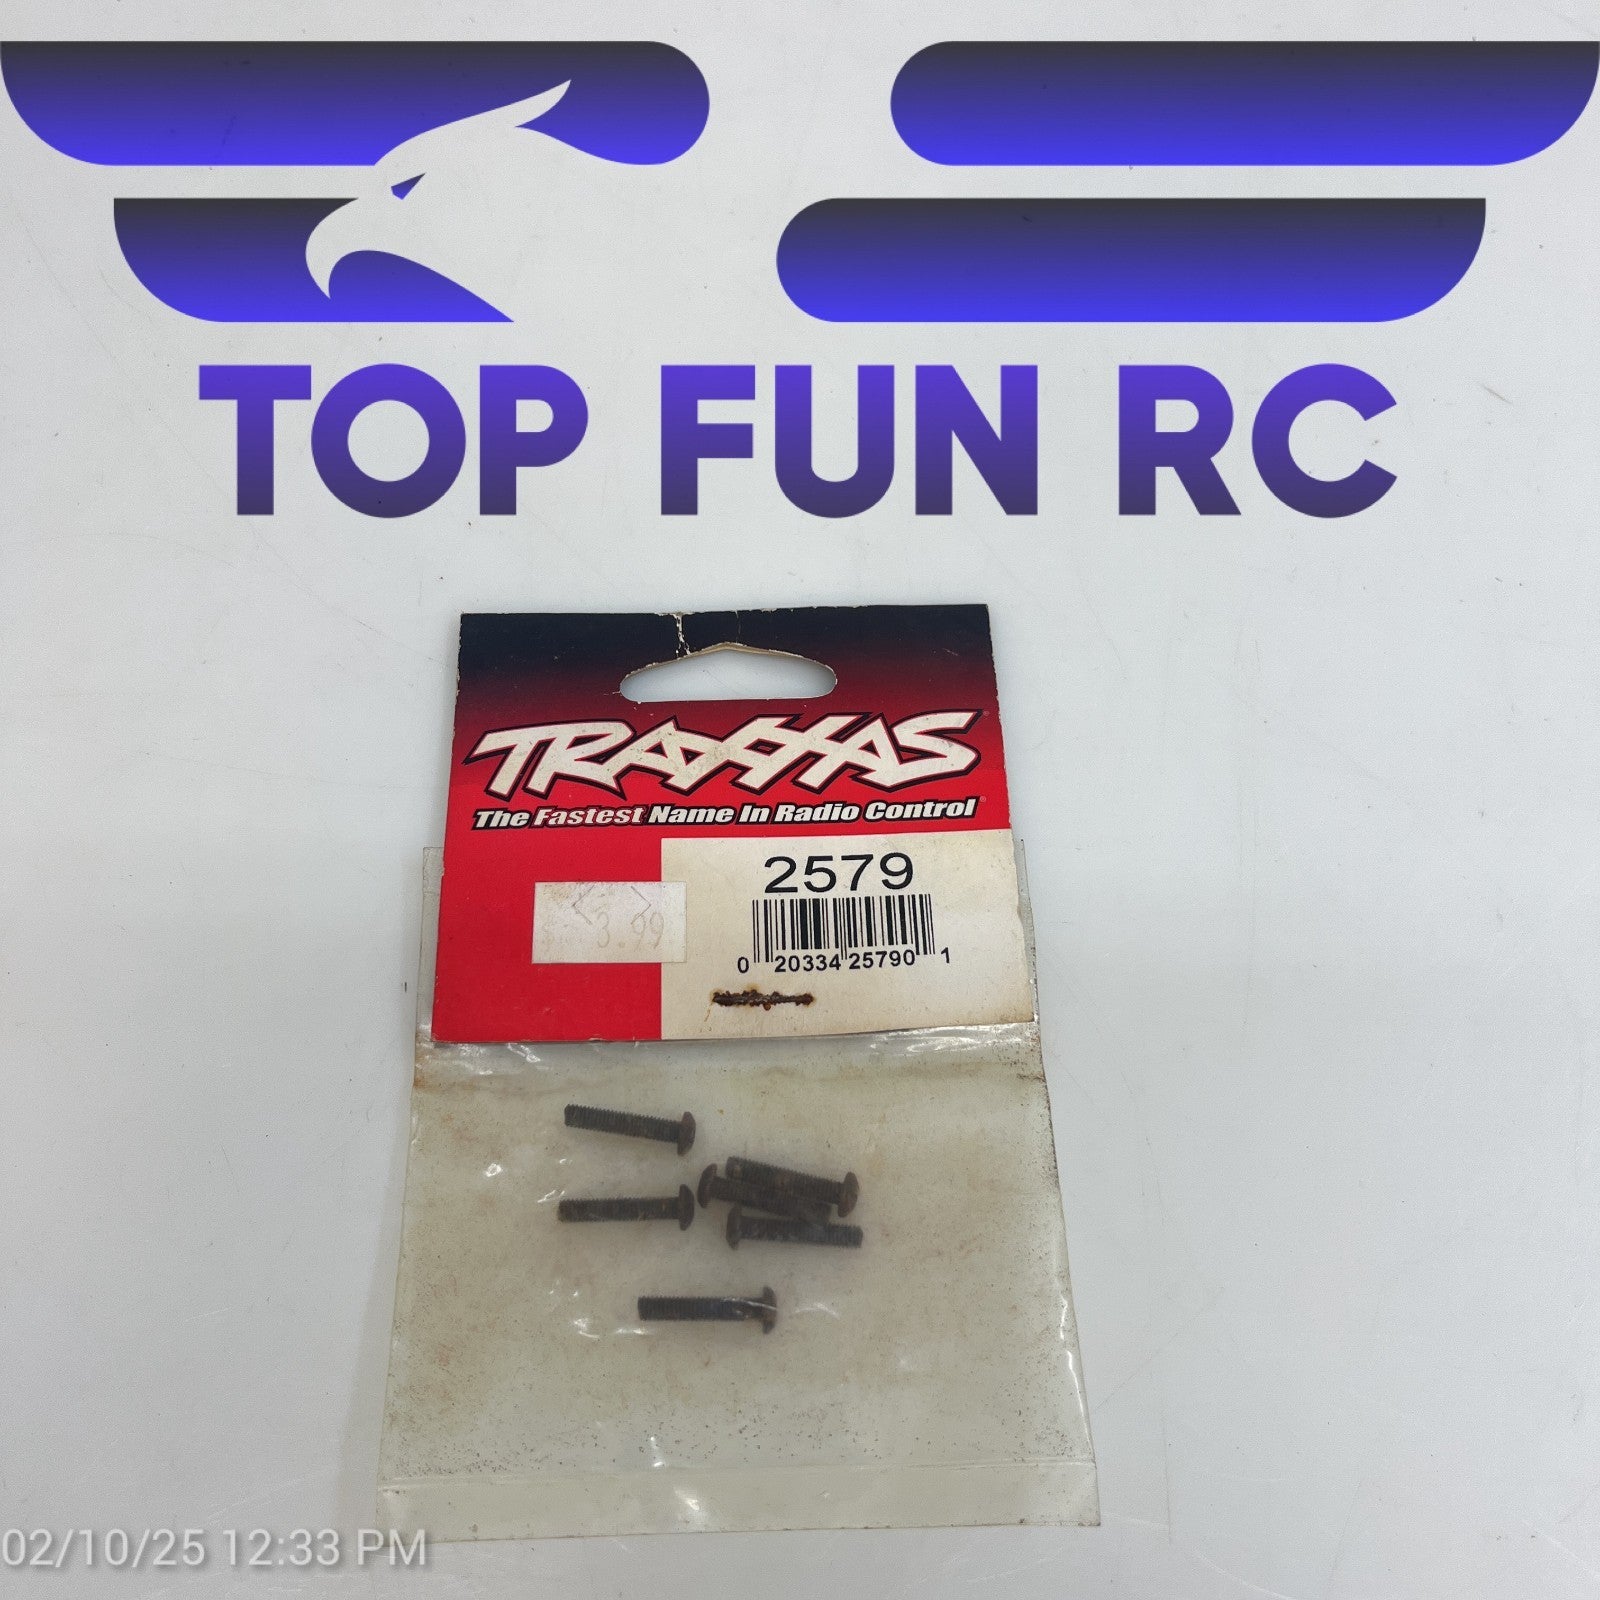 TOP FUN RC
TRAXXAS
The Fastest Name In Radio Control
2579
3.99
0 20334 25790 1
02/10/25 12:33 PM